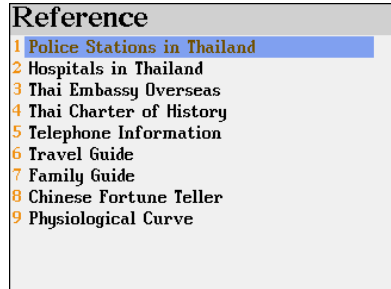 Reference
1 Police Stations in Thailand
2 Hospitals in Thailand
3 Thai Embassy Overseas
4 Thai Charter of History
5 Telephone Information
6 Travel Guide
7 Family Guide
8 Chinese Fortune Teller
9 Physiological Curve